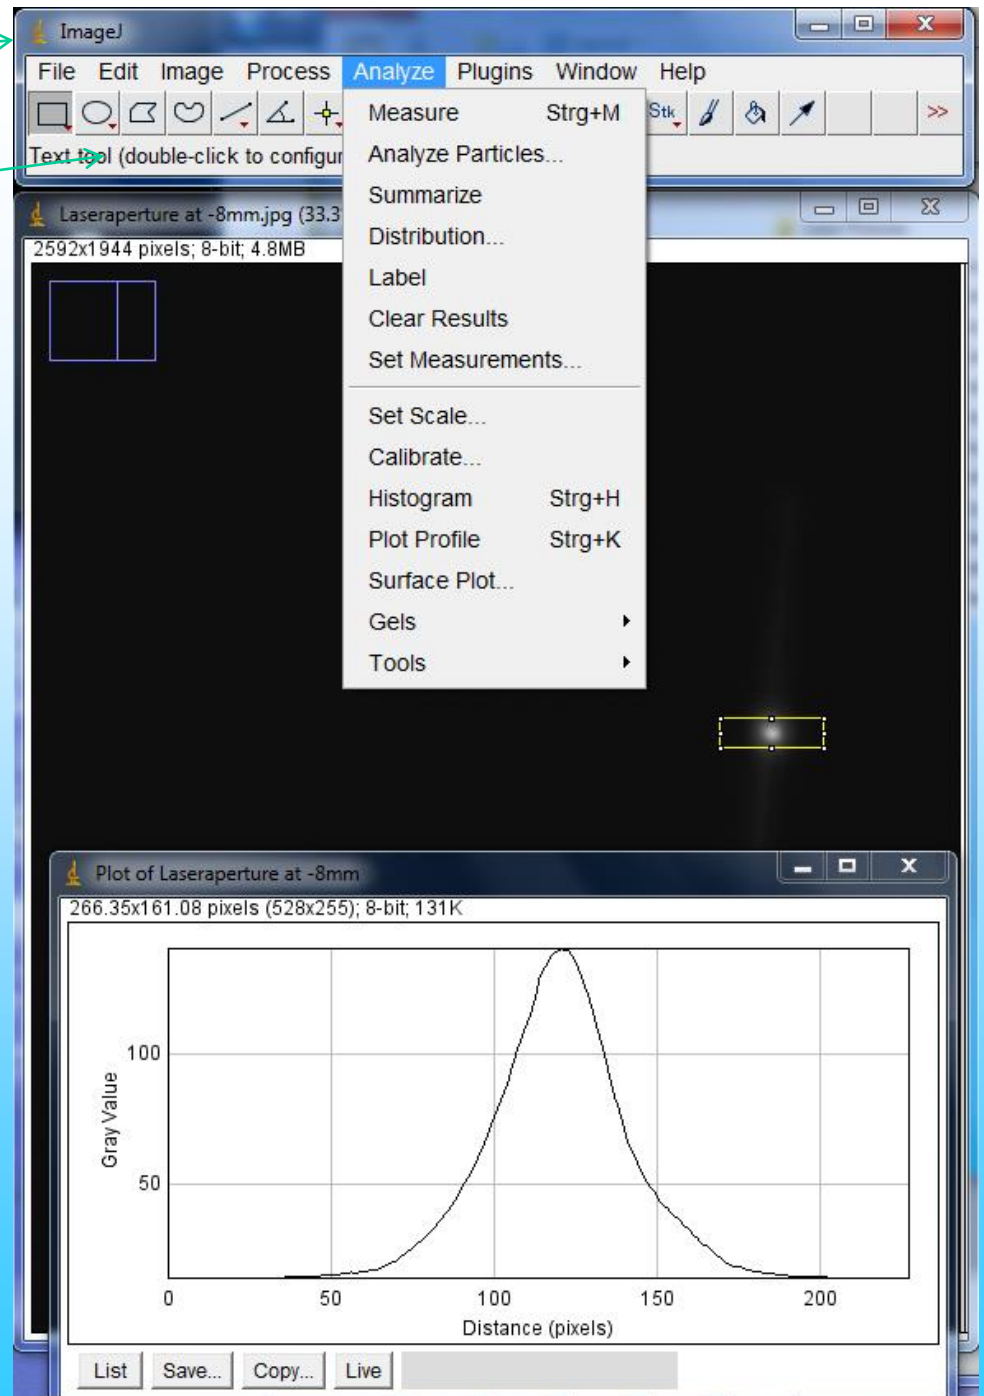 ImageJ
File Edit Image Process Analyze Plugins Window Help
Stk >>
Text tool (double-click to configur
Measure Strg+M
Analyze Particles...
Summarize
Distribution...
Label
Clear Results
Set Measurements...
Set Scale...
Calibrate...
Histogram Strg+H
Plot Profile Strg+K
Surface Plot...
Gels
Tools
Laseraperture at -8mm.jpg (33.3
2592x1944 pixels; 8-bit; 4.8MB
Plot of Laseraperture at -8mm
266.35x161.08 pixels (528x255); 8-bit; 131K
100
50
Gray Value
0 50 100 150 200
Distance (pixels)
List Save... Copy... Live